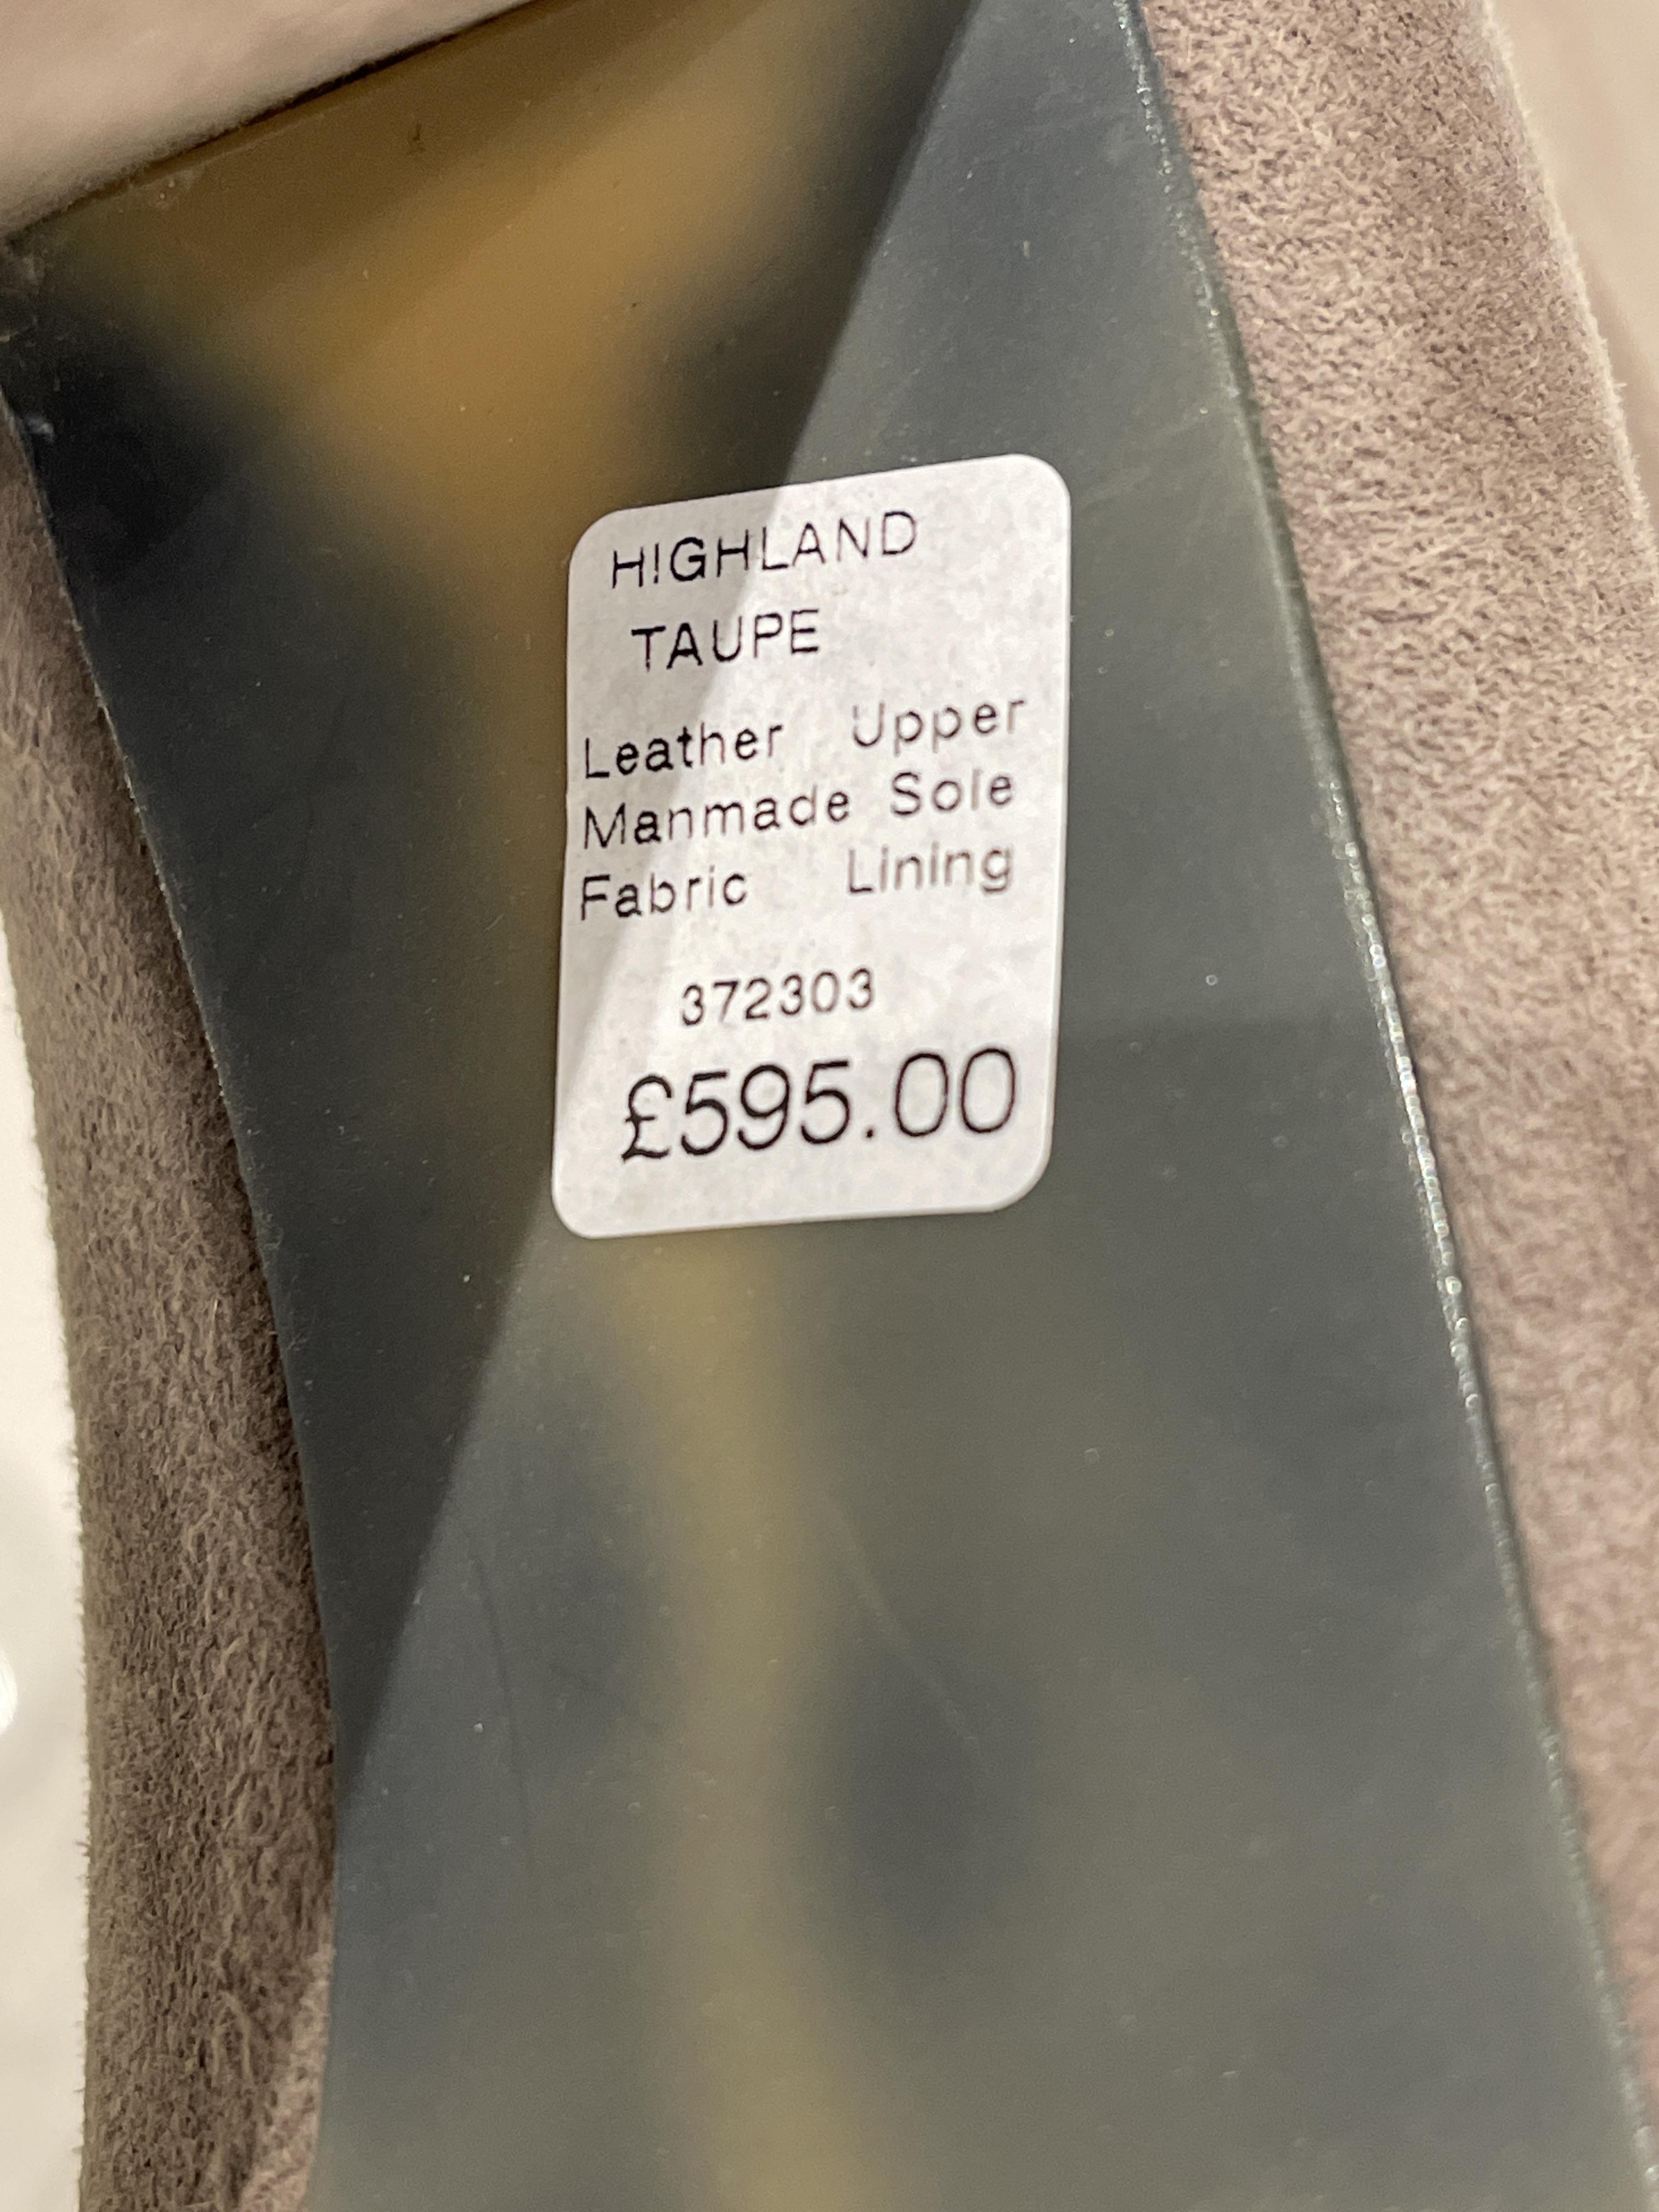 HIGHLAND
TAUPE
Leather Upper
Manmade Sole
Fabric Lining
372303
£595.00